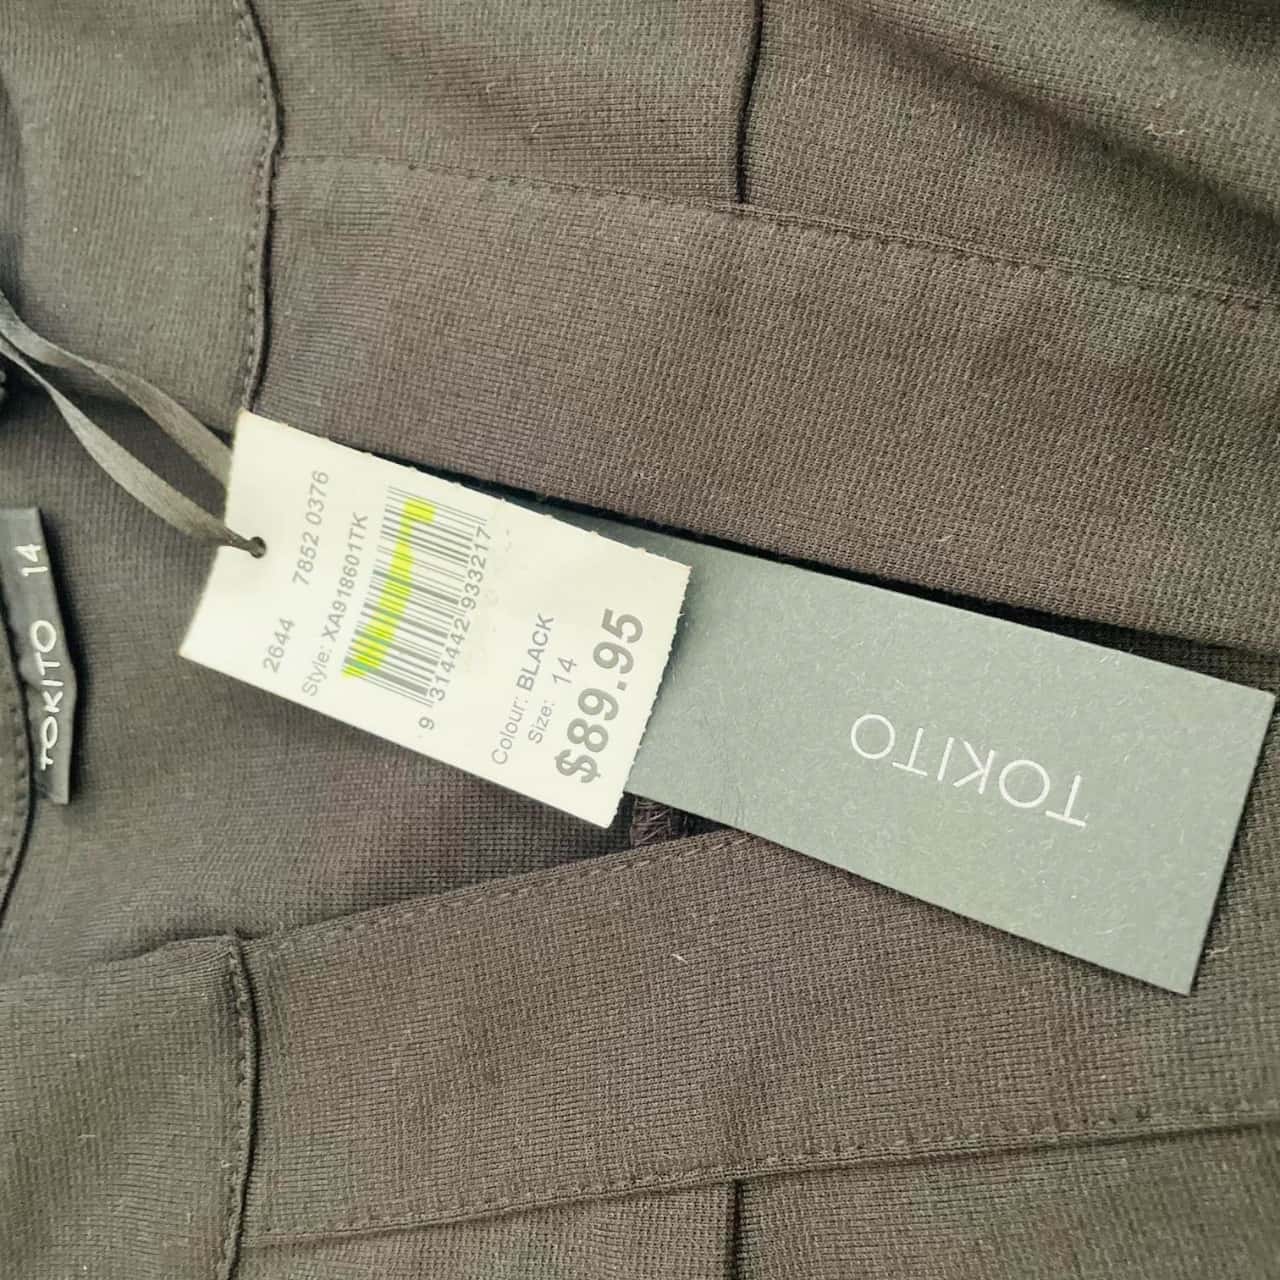 2644 7852 0376
Style: XA918601TK
9 314442 933217
Colour: BLACK
Size: 14
$89.95
TOKITO
TOKITO 14